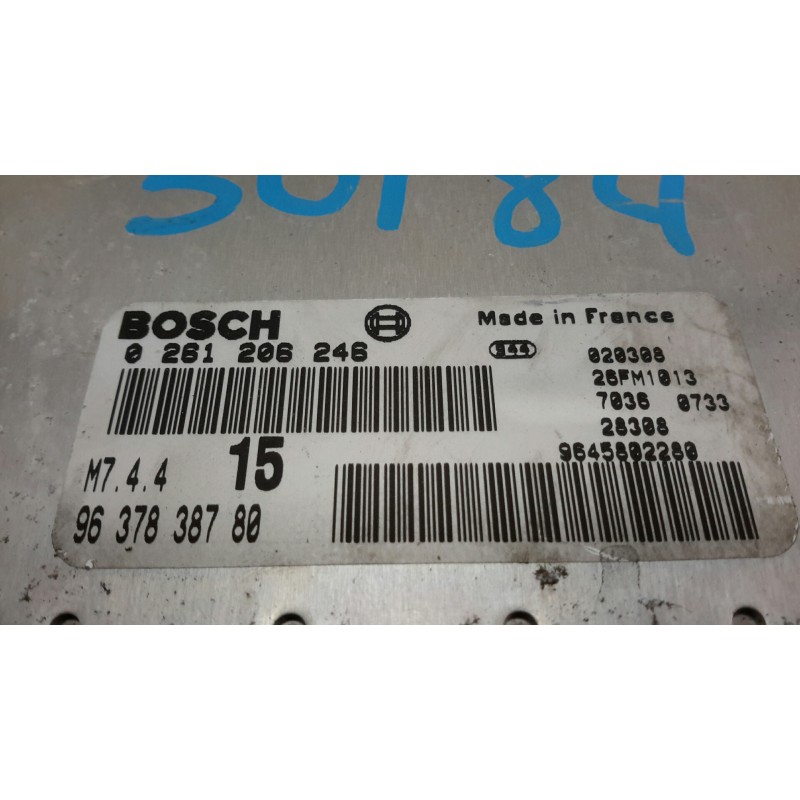 BOSCH Made in France
0 261 206 246 944 020308
26FM1013
7036 0733
28308
M7.4.4 15 9645802280
96 378 387 80